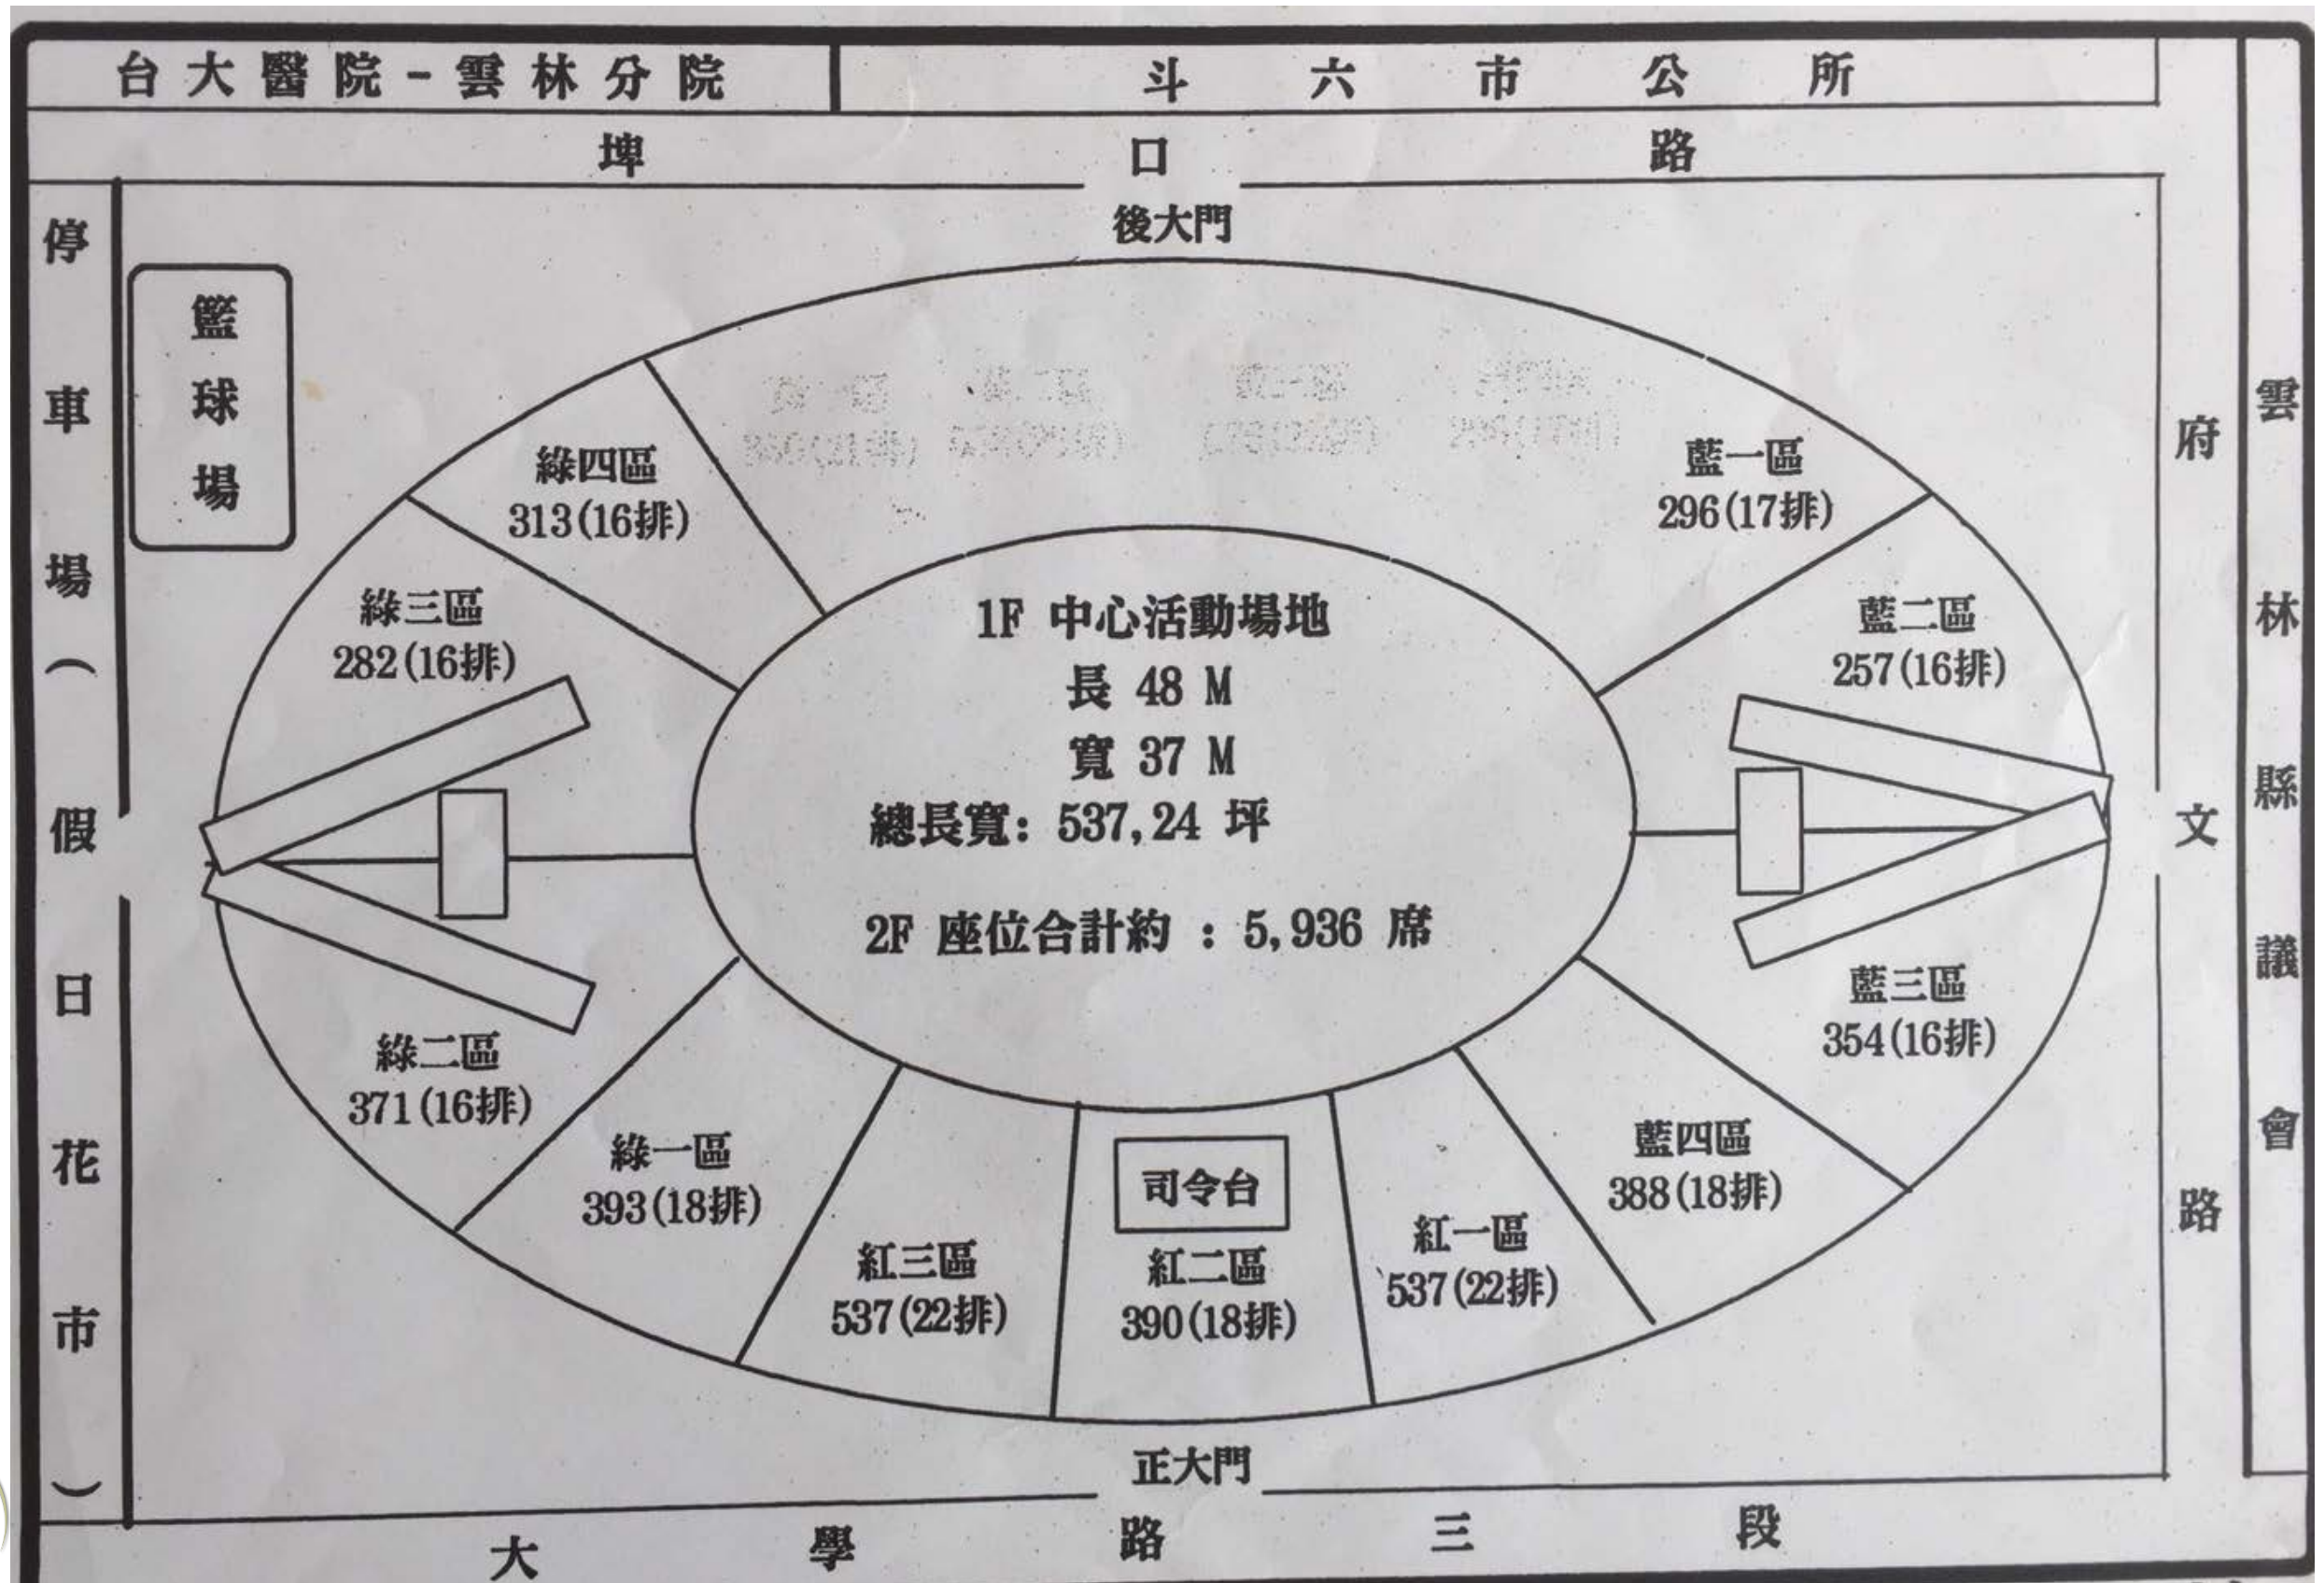 台大醫院-雲林分院
斗六市公所
埤口路
後大門
停車場(假日花市)
籃球場
綠四區
313(16排)
藍一區
296(17排)
綠三區
282(16排)
藍二區
257(16排)
1F 中心活動場地
長 48 M
寬 37 M
總長寬: 537,24 坪
2F 座位合計約 : 5,936 席
綠二區
371(16排)
藍三區
354(16排)
綠一區
393(18排)
藍四區
388(18排)
紅三區
537(22排)
司令台
紅二區
390(18排)
紅一區
537(22排)
正大門
大學路三段
府文路
雲林縣議會